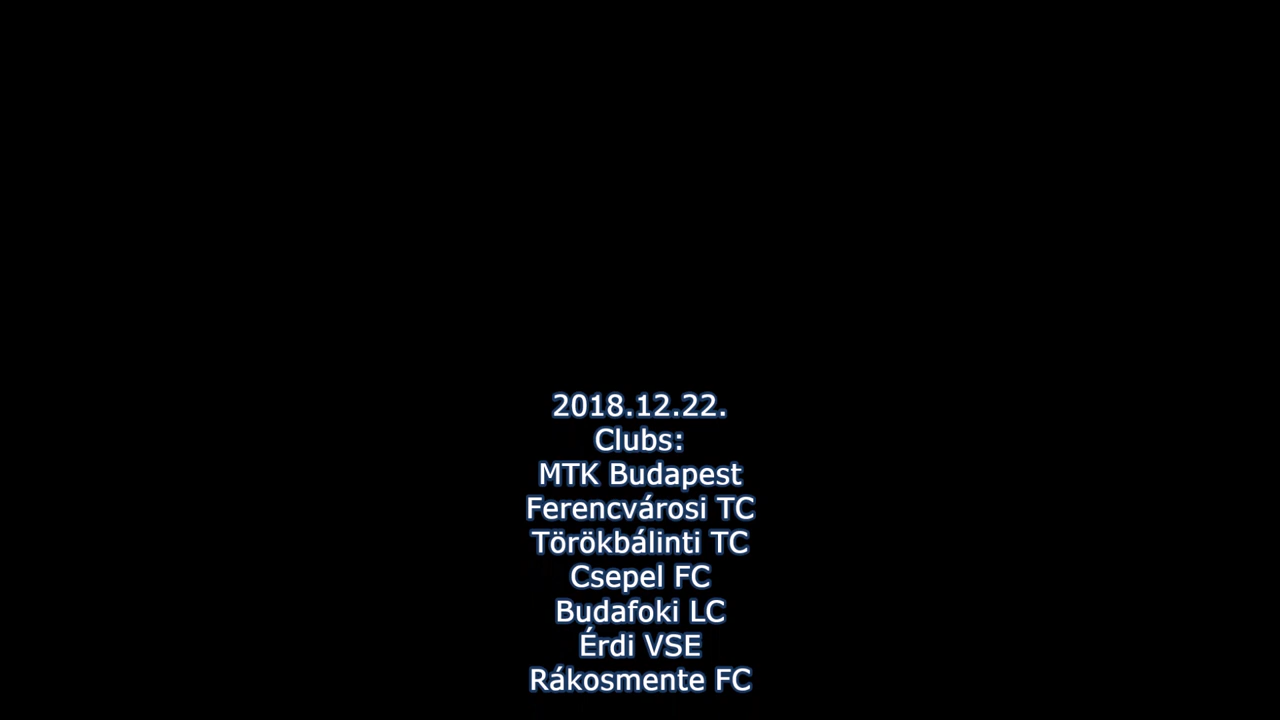 2018.12.22.
Clubs:
MTK Budapest
Ferencvárosi TC
Törökbálinti TC
Csepel FC
Budafoki LC
Érdi VSE
Rákosmente FC